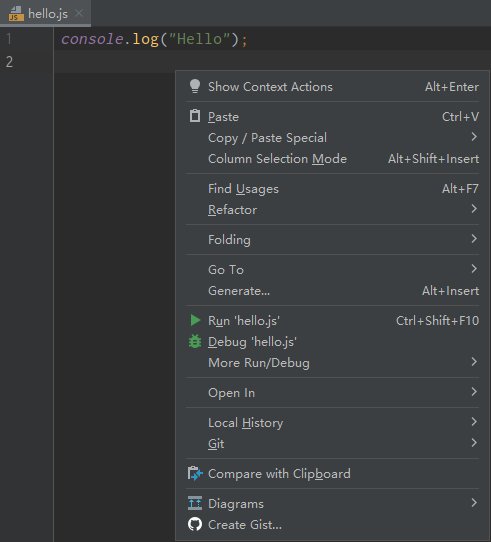 hello.js
JS
1 console.log("Hello");
2
Show Context Actions Alt+Enter
Paste Ctrl+V
Copy / Paste Special
Column Selection Mode Alt+Shift+Insert
Find Usages Alt+F7
Refactor
Folding
Go To
Generate... Alt+Insert
Run 'hello.js' Ctrl+Shift+F10
Debug 'hello.js'
More Run/Debug
Open In
Local History
Git
Compare with Clipboard
Diagrams
Create Gist...